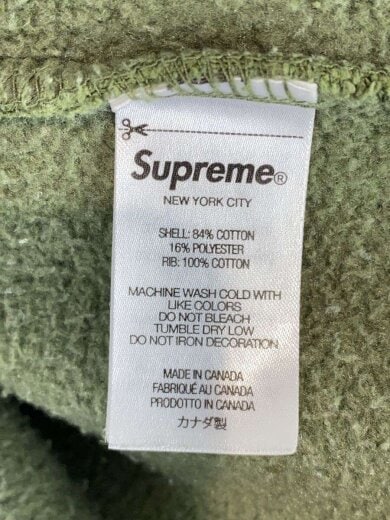 Supreme®
NEW YORK CITY
SHELL: 84% COTTON
16% POLYESTER
RIB: 100% COTTON
MACHINE WASH COLD WITH
LIKE COLORS
DO NOT BLEACH
TUMBLE DRY LOW
DO NOT IRON DECORATION
MADE IN CANADA
FABRIQUÉ AU CANADA
PRODOTTO IN CANADA
カナダ製